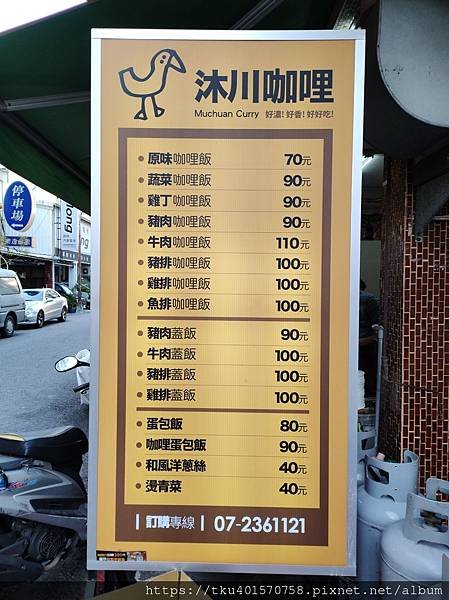 沐川咖哩
Muchuan Curry 好濃! 好香! 好好吃!
原味咖哩飯 70元
蔬菜咖哩飯 90元
雞丁咖哩飯 90元
豬肉咖哩飯 90元
牛肉咖哩飯 110元
豬排咖哩飯 100元
雞排咖哩飯 100元
魚排咖哩飯 100元
豬肉蓋飯 90元
牛肉蓋飯 100元
豬排蓋飯 100元
雞排蓋飯 100元
蛋包飯 80元
咖哩蛋包飯 90元
和風洋蔥絲 40元
燙青菜 40元
訂購專線 07-2361121
停車場
https://tku401570758.pixnet.net/album